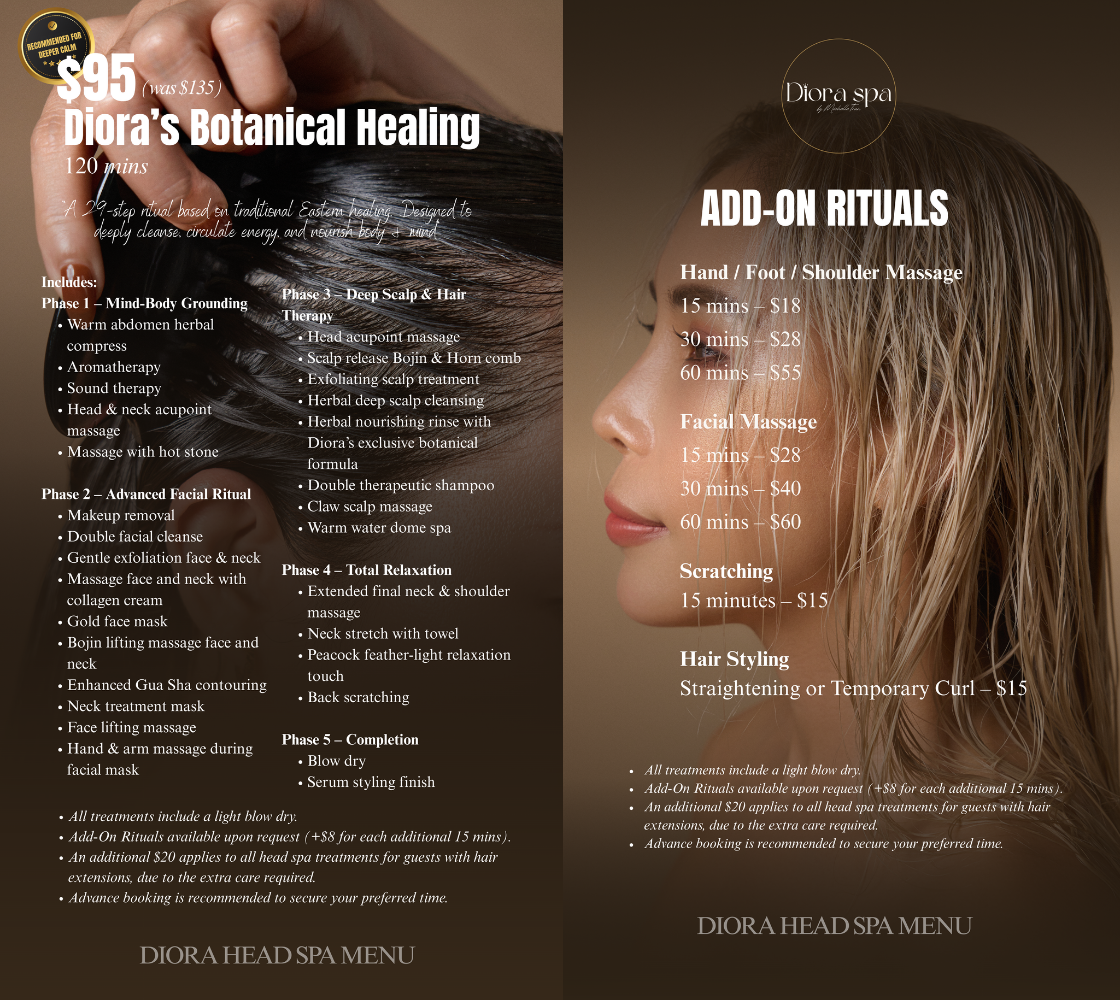 RECOMMENDED FOR
DEEPER CALM
$95 (was $135)
Diora's Botanical Healing
120 mins
"A 29-step ritual based on traditional Eastern healing. Designed to
deeply cleanse, circulate energy, and nourish body & mind.
Includes:
Phase 1 – Mind-Body Grounding
• Warm abdomen herbal
compress
• Aromatherapy
• Sound therapy
• Head & neck acupoint
massage
• Massage with hot stone
Phase 2 – Advanced Facial Ritual
• Makeup removal
• Double facial cleanse
• Gentle exfoliation face & neck
• Massage face and neck with
collagen cream
• Gold face mask
• Bojin lifting massage face and
neck
• Enhanced Gua Sha contouring
• Neck treatment mask
• Face lifting massage
• Hand & arm massage during
facial mask
Phase 3 – Deep Scalp & Hair
Therapy
• Head acupoint massage
• Scalp release Bojin & Horn comb
• Exfoliating scalp treatment
• Herbal deep scalp cleansing
• Herbal nourishing rinse with
Diora's exclusive botanical
formula
• Double therapeutic shampoo
• Claw scalp massage
• Warm water dome spa
Phase 4 – Total Relaxation
• Extended final neck & shoulder
massage
• Neck stretch with towel
• Peacock feather-light relaxation
touch
• Back scratching
Phase 5 – Completion
• Blow dry
• Serum styling finish
• All treatments include a light blow dry.
• Add-On Rituals available upon request (+$8 for each additional 15 mins).
• An additional $20 applies to all head spa treatments for guests with hair
extensions, due to the extra care required.
• Advance booking is recommended to secure your preferred time.
DIORA HEAD SPA MENU
Diora spa
by
ADD-ON RITUALS
Hand / Foot / Shoulder Massage
15 mins – $18
30 mins – $28
60 mins – $55
Facial Massage
15 mins – $28
30 mins – $40
60 mins – $60
Scratching
15 minutes – $15
Hair Styling
Straightening or Temporary Curl – $15
• All treatments include a light blow dry.
• Add-On Rituals available upon request (+$8 for each additional 15 mins).
• An additional $20 applies to all head spa treatments for guests with hair
extensions, due to the extra care required.
• Advance booking is recommended to secure your preferred time.
DIORA HEAD SPA MENU